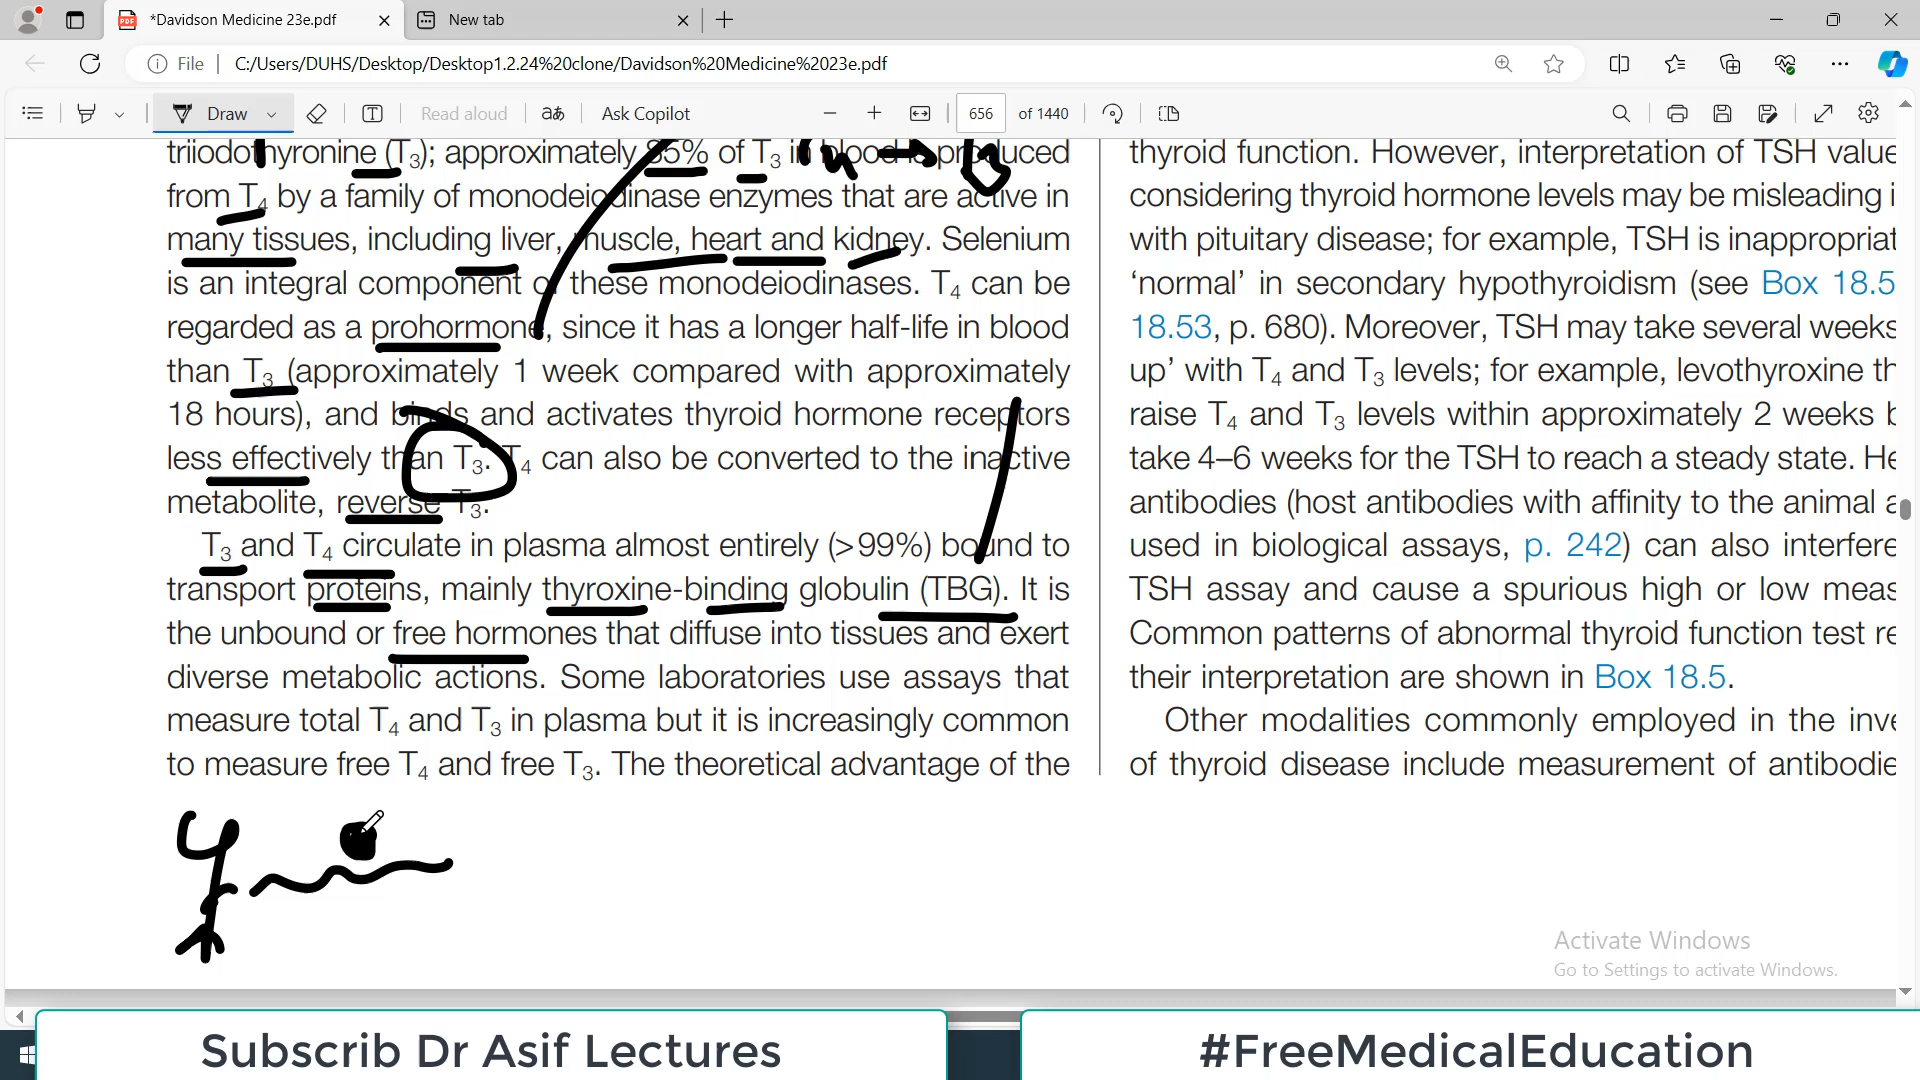 *Davidson Medicine 23e.pdf
New tab
File
C:/Users/DUHS/Desktop/Desktop1.2.24%20clone/Davidson%20Medicine%2023e.pdf
Draw
Read aloud
aあ
Ask Copilot
656 of 1440
triiodothyronine (T3); approximately 85% of T3 in blood is produced
from T4 by a family of monodeiodinase enzymes that are active in
many tissues, including liver, muscle, heart and kidney. Selenium
is an integral component of these monodeiodinases. T4 can be
regarded as a prohormone, since it has a longer half-life in blood
than T3 (approximately 1 week compared with approximately
18 hours), and binds and activates thyroid hormone receptors
less effectively than T3. T4 can also be converted to the inactive
metabolite, reverse T3.
T3 and T4 circulate in plasma almost entirely (>99%) bound to
transport proteins, mainly thyroxine-binding globulin (TBG). It is
the unbound or free hormones that diffuse into tissues and exert
diverse metabolic actions. Some laboratories use assays that
measure total T4 and T3 in plasma but it is increasingly common
to measure free T4 and free T3. The theoretical advantage of the
thyroid function. However, interpretation of TSH value
considering thyroid hormone levels may be misleading i
with pituitary disease; for example, TSH is inappropriat
‘normal’ in secondary hypothyroidism (see Box 18.5
18.53, p. 680). Moreover, TSH may take several weeks
up’ with T4 and T3 levels; for example, levothyroxine th
raise T4 and T3 levels within approximately 2 weeks b
take 4–6 weeks for the TSH to reach a steady state. He
antibodies (host antibodies with affinity to the animal a
used in biological assays, p. 242) can also interfere
TSH assay and cause a spurious high or low meas
Common patterns of abnormal thyroid function test re
their interpretation are shown in Box 18.5.
Other modalities commonly employed in the inve
of thyroid disease include measurement of antibodie
Activate Windows
Go to Settings to activate Windows.
Subscrib Dr Asif Lectures
#FreeMedicalEducation